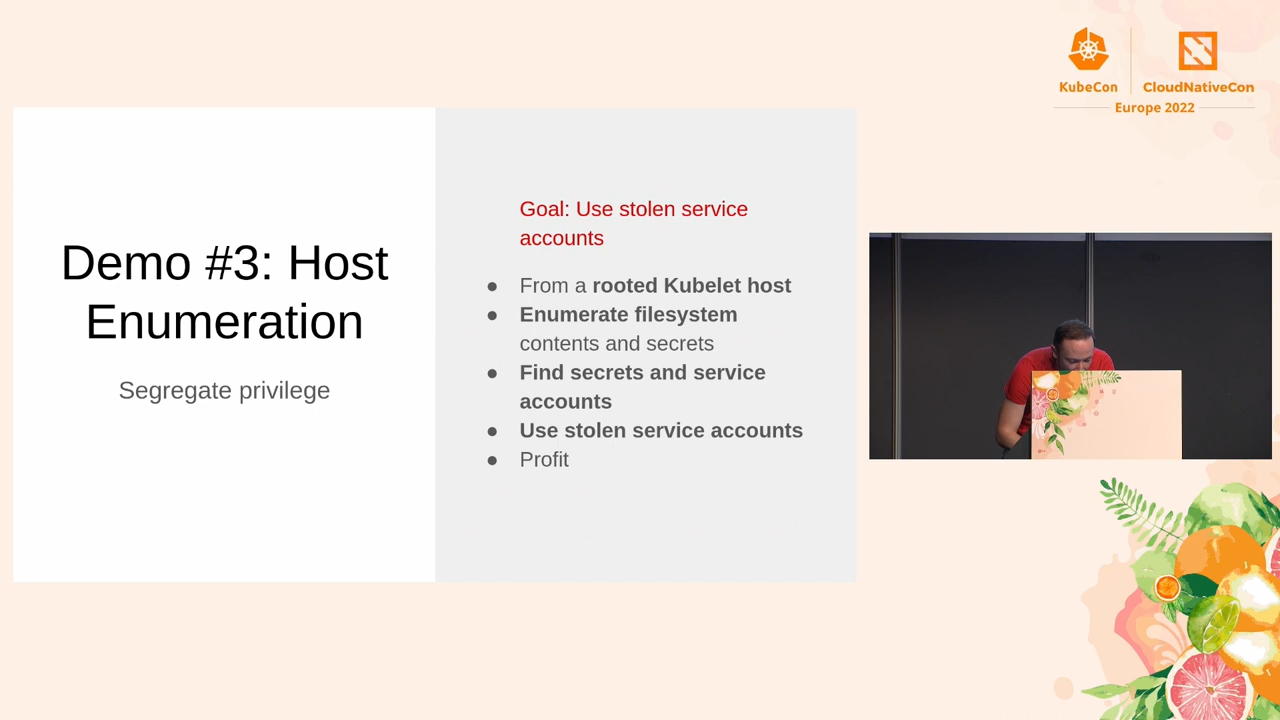 KubeCon
CloudNativeCon
Europe 2022
Demo #3: Host
Enumeration
Segregate privilege
Goal: Use stolen service
accounts
● From a rooted Kubelet host
● Enumerate filesystem
contents and secrets
● Find secrets and service
accounts
● Use stolen service accounts
● Profit